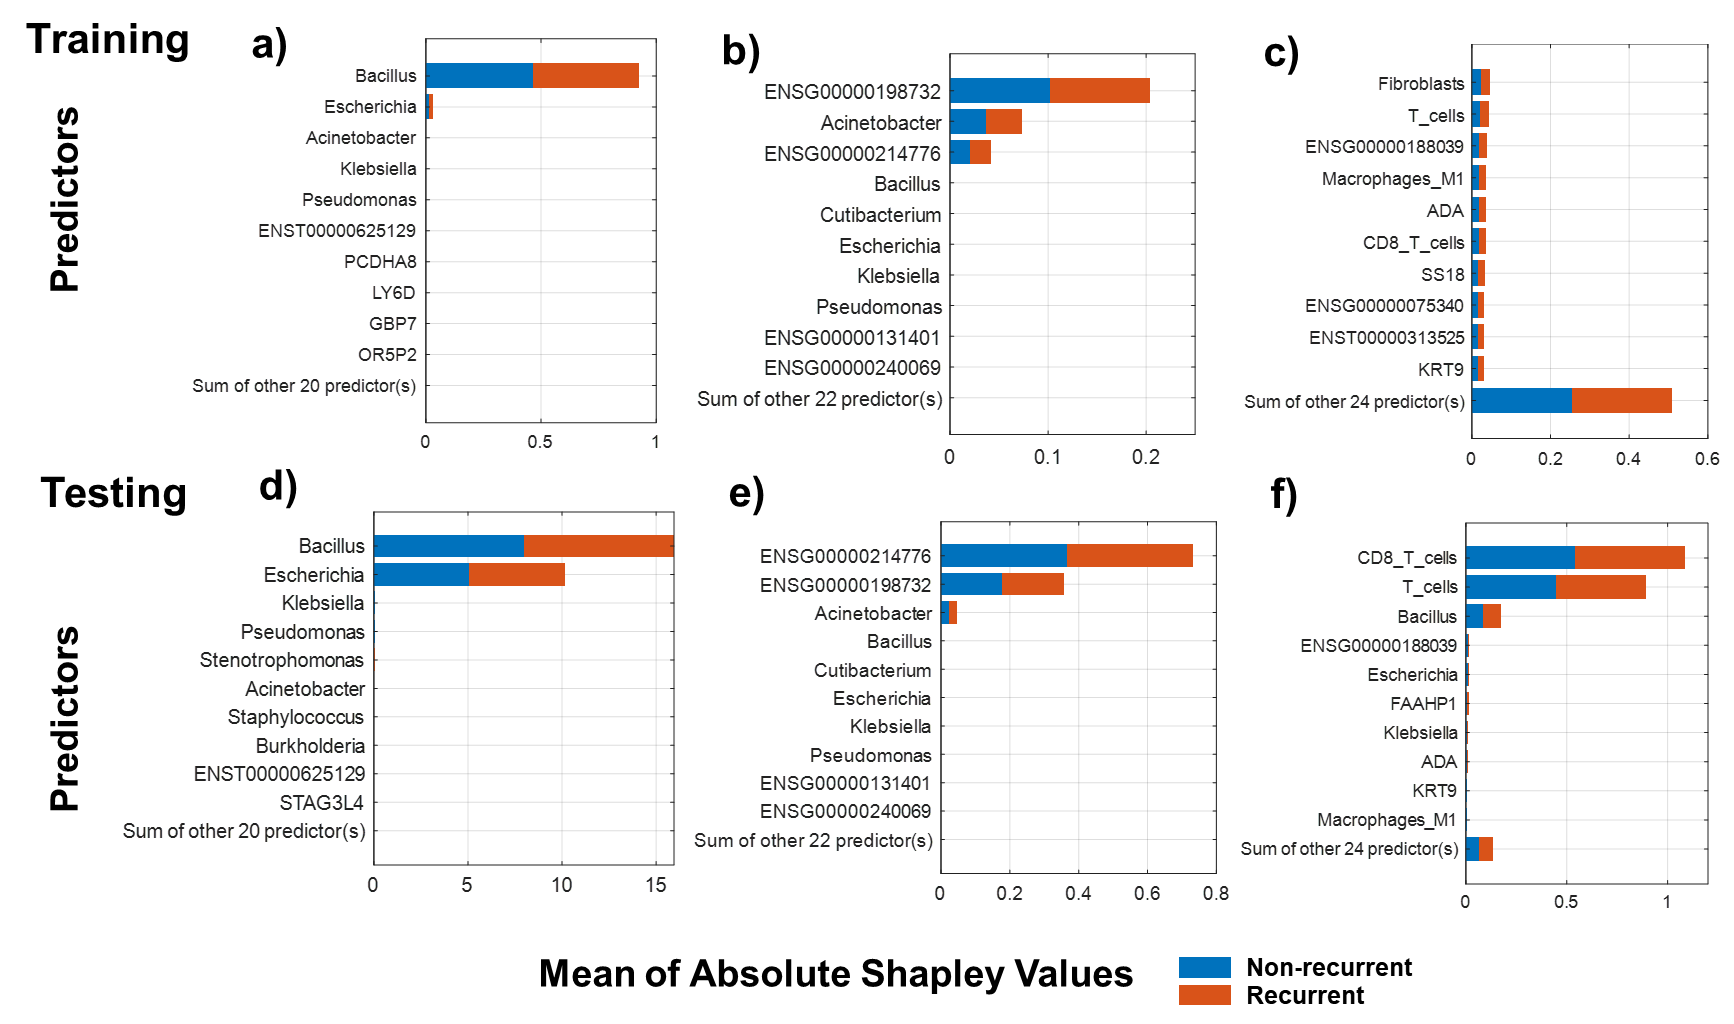 Training
Predictors
a)
Bacillus
Escherichia
Acinetobacter
Klebsiella
Pseudomonas
ENST00000625129
PCDHA8
LY6D
GBP7
OR5P2
Sum of other 20 predictor(s)
0 0.5 1
b)
ENSG00000198732
Acinetobacter
ENSG00000214776
Bacillus
Cutibacterium
Escherichia
Klebsiella
Pseudomonas
ENSG00000131401
ENSG00000240069
Sum of other 22 predictor(s)
0 0.1 0.2
c)
Fibroblasts
T_cells
ENSG00000188039
Macrophages_M1
ADA
CD8_T_cells
SS18
ENSG00000075340
ENST00000313525
KRT9
Sum of other 24 predictor(s)
0 0.2 0.4 0.6
Testing
Predictors
d)
Bacillus
Escherichia
Klebsiella
Pseudomonas
Stenotrophomonas
Acinetobacter
Staphylococcus
Burkholderia
ENST00000625129
STAG3L4
Sum of other 20 predictor(s)
0 5 10 15
e)
ENSG00000214776
ENSG00000198732
Acinetobacter
Bacillus
Cutibacterium
Escherichia
Klebsiella
Pseudomonas
ENSG00000131401
ENSG00000240069
Sum of other 22 predictor(s)
0 0.2 0.4 0.6 0.8
f)
CD8_T_cells
T_cells
Bacillus
ENSG00000188039
Escherichia
FAAHP1
Klebsiella
ADA
KRT9
Macrophages_M1
Sum of other 24 predictor(s)
0 0.5 1
Mean of Absolute Shapley Values
Non-recurrent
Recurrent